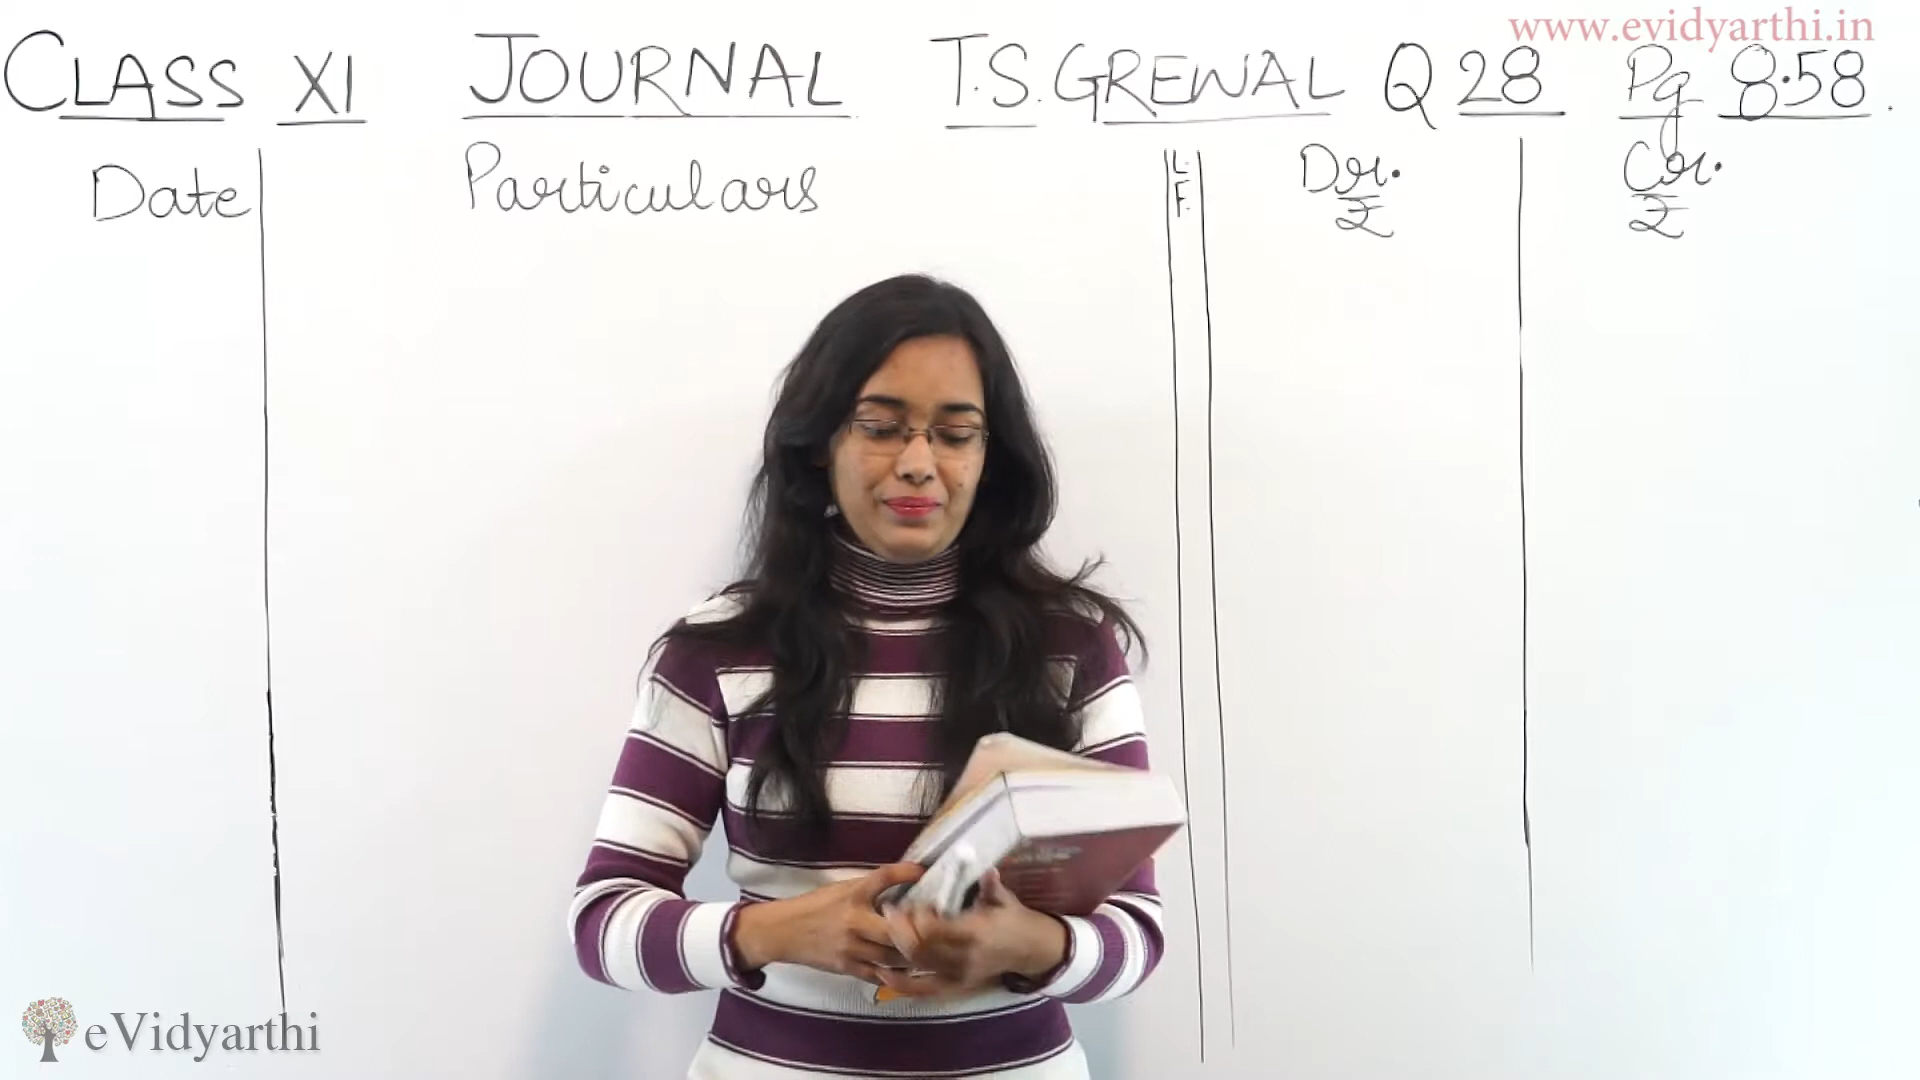 www.evidyarthi.in
CLASS XI JOURNAL T.S. GREWAL Q 28 Pg 8.58.
Date Particulars L.F. Dr. ₹ Cr. ₹
eVidyarthi